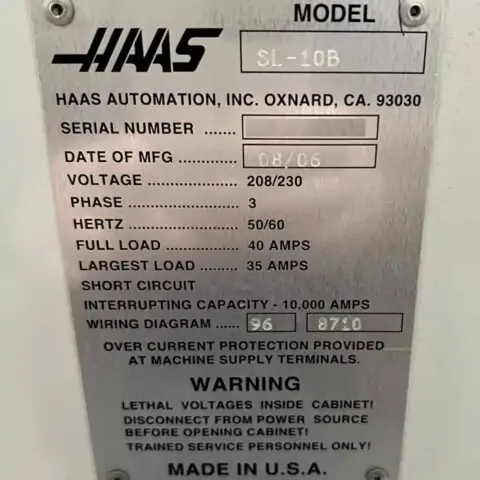 MODEL
HAAS SL-10B
HAAS AUTOMATION, INC. OXNARD, CA. 93030
SERIAL NUMBER .......
DATE OF MFG ........... 08/06
VOLTAGE .................. 208/230
PHASE ...................... 3
HERTZ ...................... 50/60
FULL LOAD ............... 40 AMPS
LARGEST LOAD ......... 35 AMPS
SHORT CIRCUIT
INTERRUPTING CAPACITY - 10,000 AMPS
WIRING DIAGRAM ...... 96 8710
OVER CURRENT PROTECTION PROVIDED
AT MACHINE SUPPLY TERMINALS.
WARNING
LETHAL VOLTAGES INSIDE CABINET!
DISCONNECT FROM POWER SOURCE
BEFORE OPENING CABINET!
TRAINED SERVICE PERSONNEL ONLY!
MADE IN U.S.A.